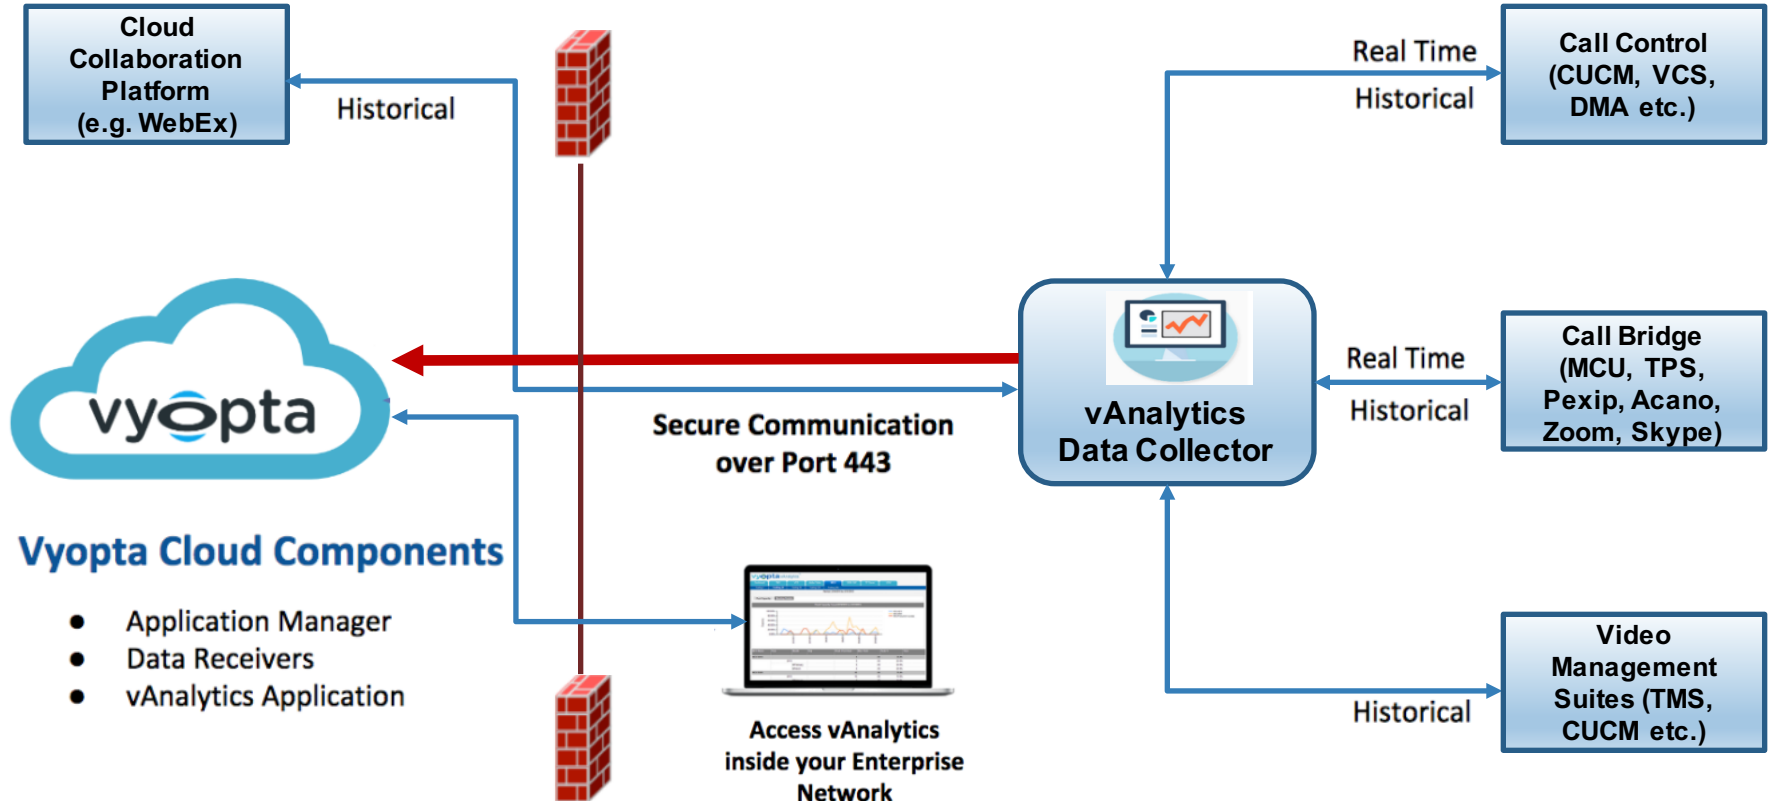 Cloud
Collaboration
Platform
(e.g. WebEx)
Historical
Real Time
Historical
Call Control
(CUCM, VCS,
DMA etc.)
vyopta
Secure Communication
over Port 443
vAnalytics
Data Collector
Real Time
Historical
Call Bridge
(MCU, TPS,
Pexip, Acano,
Zoom, Skype)
Vyopta Cloud Components
● Application Manager
● Data Receivers
● vAnalytics Application
vyopta
Access vAnalytics
inside your Enterprise
Network
Historical
Video
Management
Suites (TMS,
CUCM etc.)